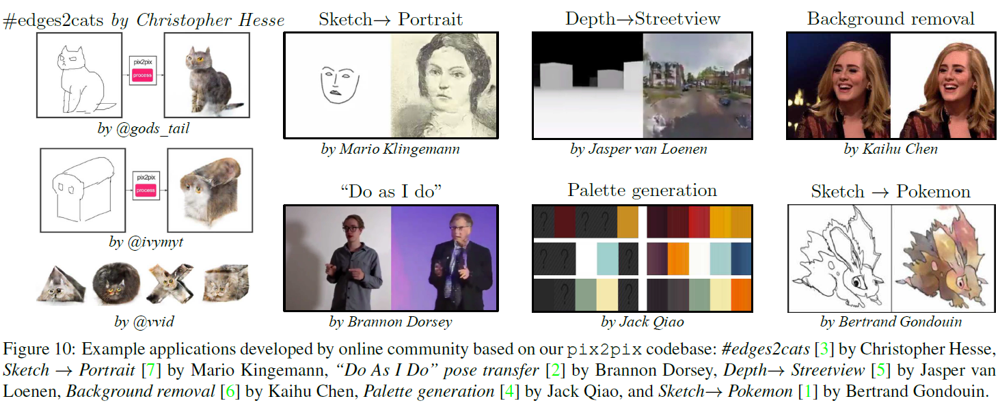 #edges2cats by Christopher Hesse
pix2pix
process
by @gods_tail
pix2pix
process
by @ivymyt
by @vvid
Sketch→ Portrait
by Mario Klingemann
Depth→Streetview
by Jasper van Loenen
Background removal
by Kaihu Chen
“Do as I do”
by Brannon Dorsey
Palette generation
? ? ?
? ? ?
? ?
by Jack Qiao
Sketch → Pokemon
by Bertrand Gondouin
Figure 10: Example applications developed by online community based on our pix2pix codebase: #edges2cats [3] by Christopher Hesse,
Sketch → Portrait [7] by Mario Kingemann, “Do As I Do” pose transfer [2] by Brannon Dorsey, Depth→ Streetview [5] by Jasper van
Loenen, Background removal [6] by Kaihu Chen, Palette generation [4] by Jack Qiao, and Sketch→ Pokemon [1] by Bertrand Gondouin.